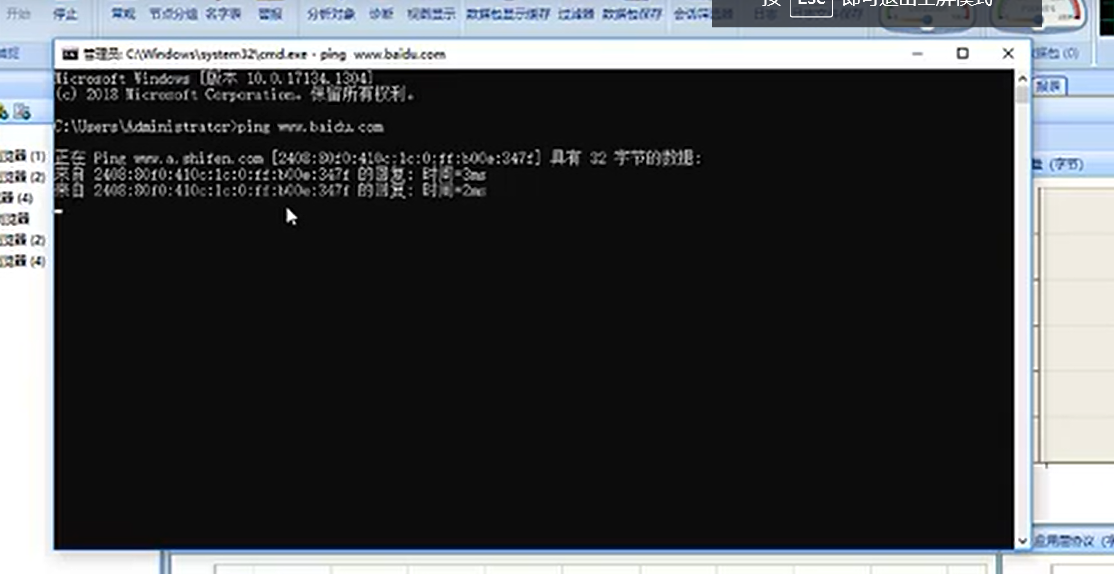 按 Esc 即可退出全屏模式
开始 停止 常规 节点分组 名字表 警报 分析对象 诊断 视图显示 数据包显示缓存 过滤器 数据包保存 日志
管理员: C:\Windows\system32\cmd.exe - ping www.baidu.com
Microsoft Windows [版本 10.0.17134.1304]
(c) 2018 Microsoft Corporation。保留所有权利。
C:\Users\Administrator>ping www.baidu.com
正在 Ping www.a.shifen.com [2408:80f0:410c:1c:0:ff:b00e:347f] 具有 32 字节的数据:
来自 2408:80f0:410c:1c:0:ff:b00e:347f 的回复: 时间=3ms
来自 2408:80f0:410c:1c:0:ff:b00e:347f 的回复: 时间=2ms
览器 (1)
览器 (2)
器 (4)
浏览器
览器 (2)
览器 (4)
据包 (0)
报表
(字节)
应用层协议 (字